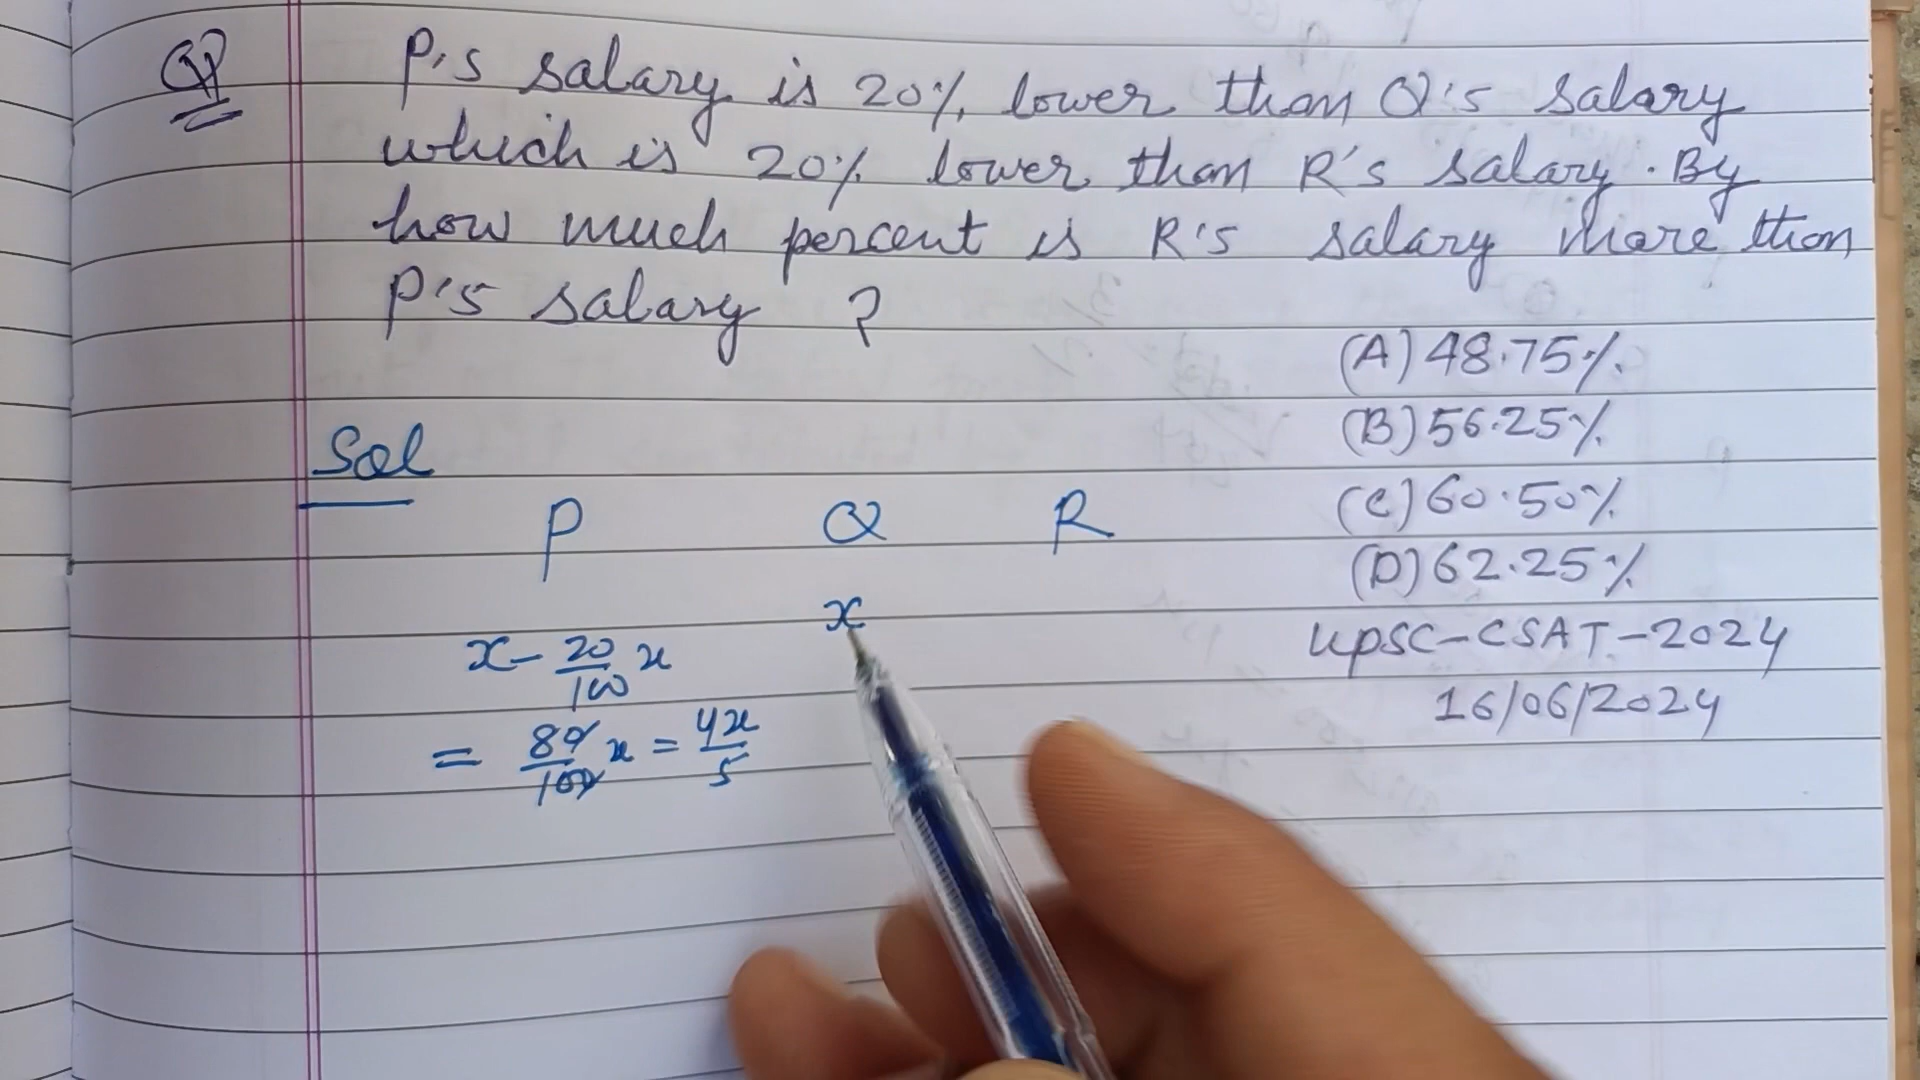 Q P's salary is 20% lower than Q's salary
which is 20% lower than R's salary. By
how much percent is R's salary more than
P's salary ?
(A) 48.75%
(B) 56.25%
(C) 60.50%
(D) 62.25%
UPSC-CSAT-2024
16/06/2024
Sol
P Q R
x
x - 20/100 x
= 80/100 x = 4x/5